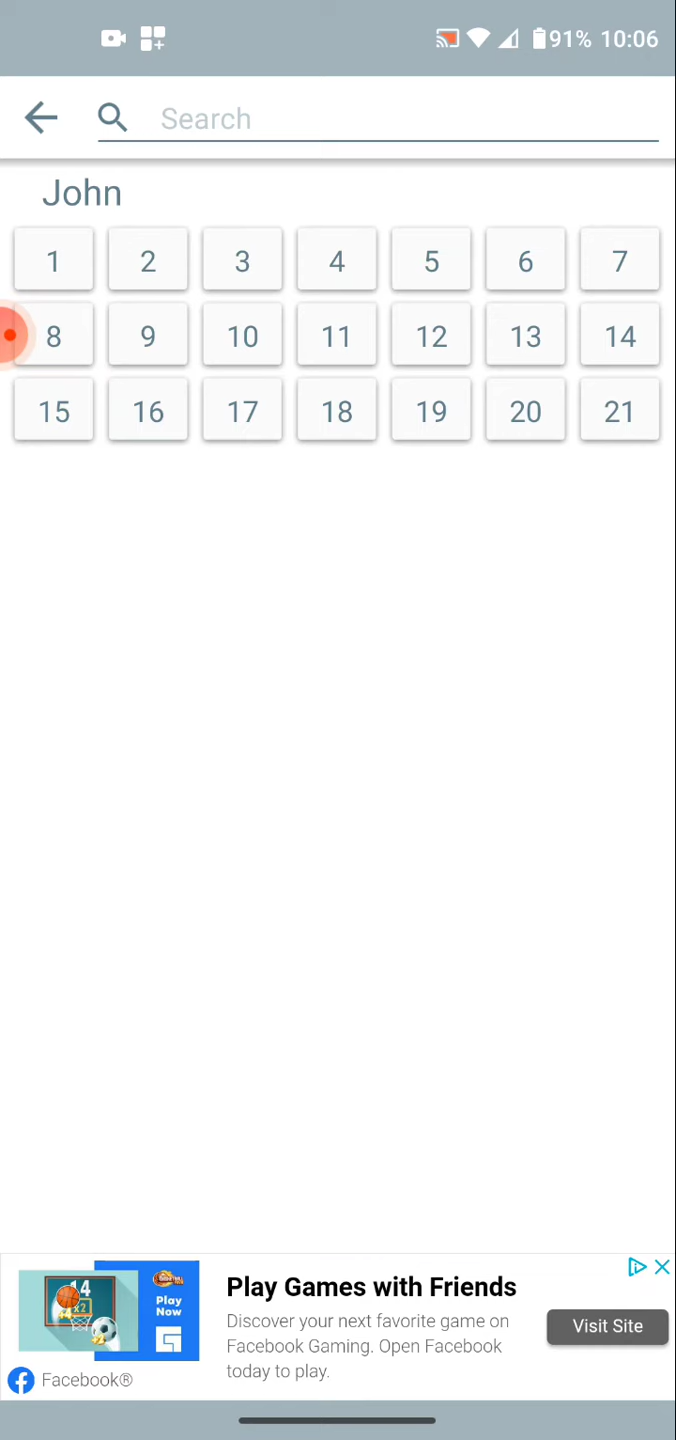 91% 10:06
Search
John
1 2 3 4 5 6 7
8 9 10 11 12 13 14
15 16 17 18 19 20 21
Play Games with Friends
Discover your next favorite game on
Facebook Gaming. Open Facebook
today to play.
Visit Site
14
x2
Play
Now
Facebook®